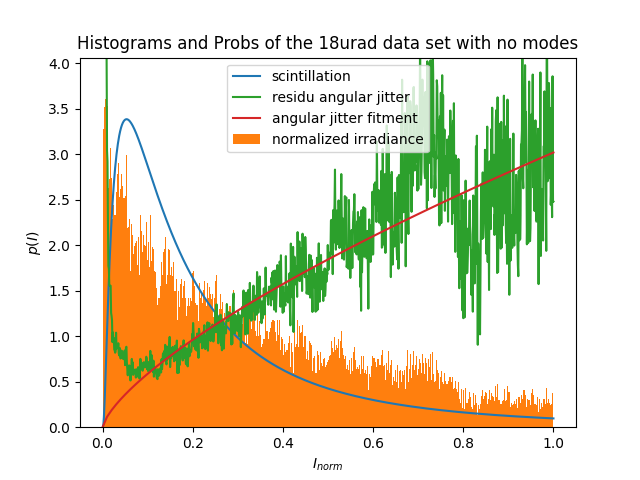 Histograms and Probs of the 18urad data set with no modes
scintillation
residu angular jitter
angular jitter fitment
normalized irradiance
4.0
3.5
3.0
2.5
2.0
1.5
1.0
0.5
0.0
p(I)
0.0 0.2 0.4 0.6 0.8 1.0
I_norm